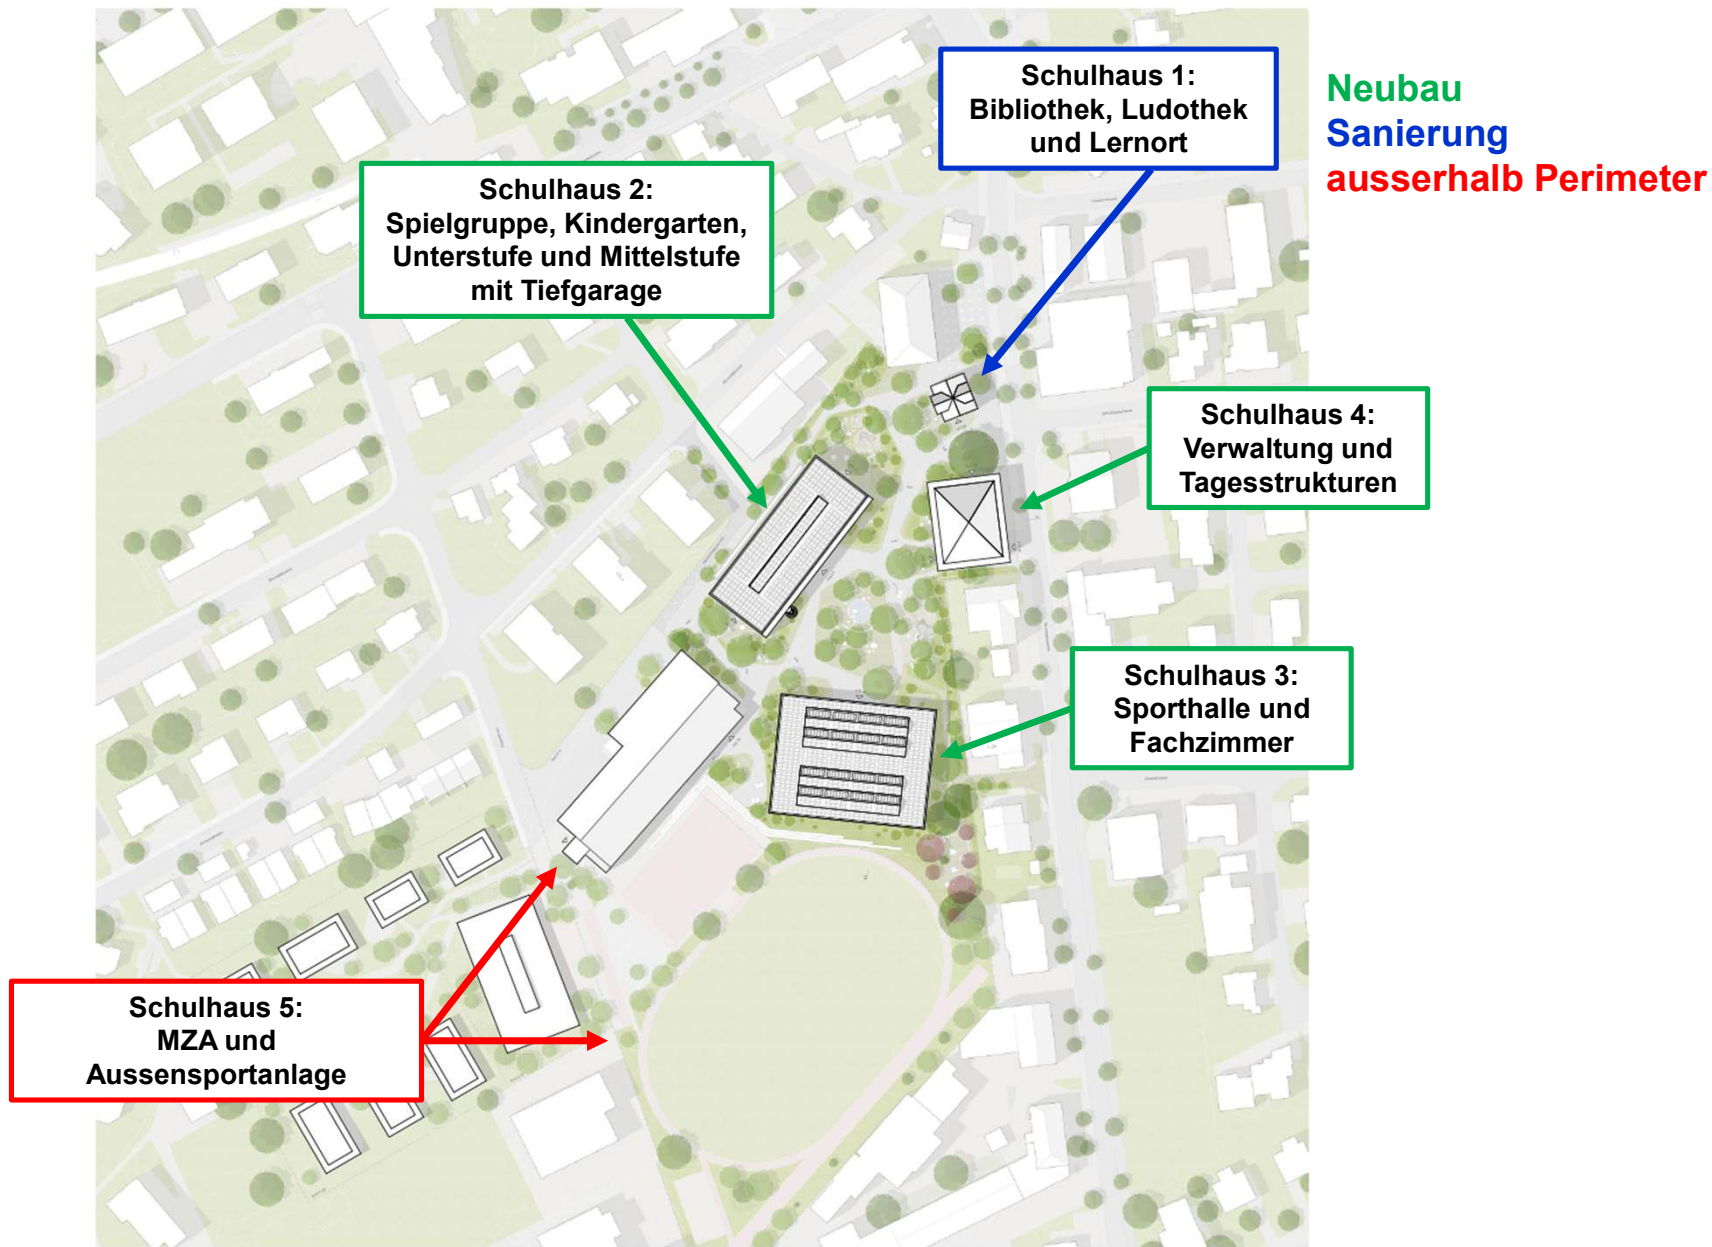 Schulhaus 1:
Bibliothek, Ludothek
und Lernort
Neubau
Sanierung
ausserhalb Perimeter
Schulhaus 2:
Spielgruppe, Kindergarten,
Unterstufe und Mittelstufe
mit Tiefgarage
Schulhaus 4:
Verwaltung und
Tagesstrukturen
Schulhaus 3:
Sporthalle und
Fachzimmer
Schulhaus 5:
MZA und
Aussensportanlage